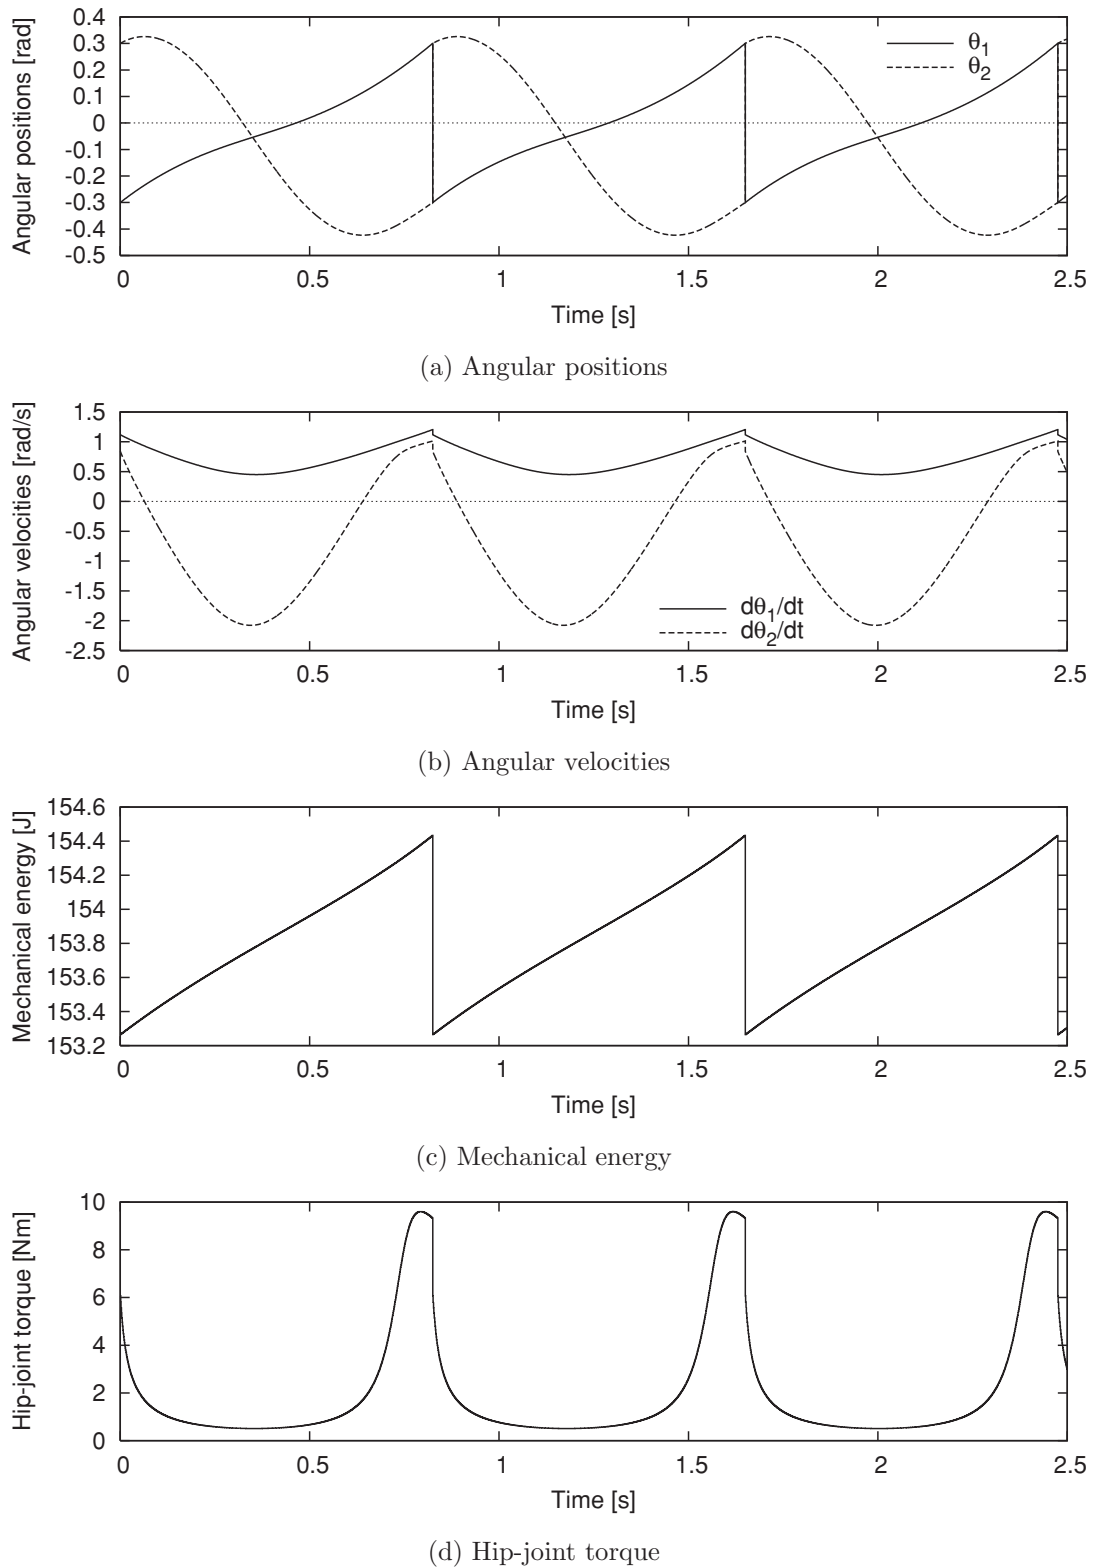 Angular positions [rad]
0.4
0.3
0.2
0.1
0
-0.1
-0.2
-0.3
-0.4
-0.5
θ1
θ2
0 0.5 1 1.5 2 2.5
Time [s]
(a) Angular positions
Angular velocities [rad/s]
1.5
1
0.5
0
-0.5
-1
-1.5
-2
-2.5
dθ1/dt
dθ2/dt
0 0.5 1 1.5 2 2.5
Time [s]
(b) Angular velocities
Mechanical energy [J]
154.6
154.4
154.2
154
153.8
153.6
153.4
153.2
0 0.5 1 1.5 2 2.5
Time [s]
(c) Mechanical energy
Hip-joint torque [Nm]
10
8
6
4
2
0
0 0.5 1 1.5 2 2.5
Time [s]
(d) Hip-joint torque